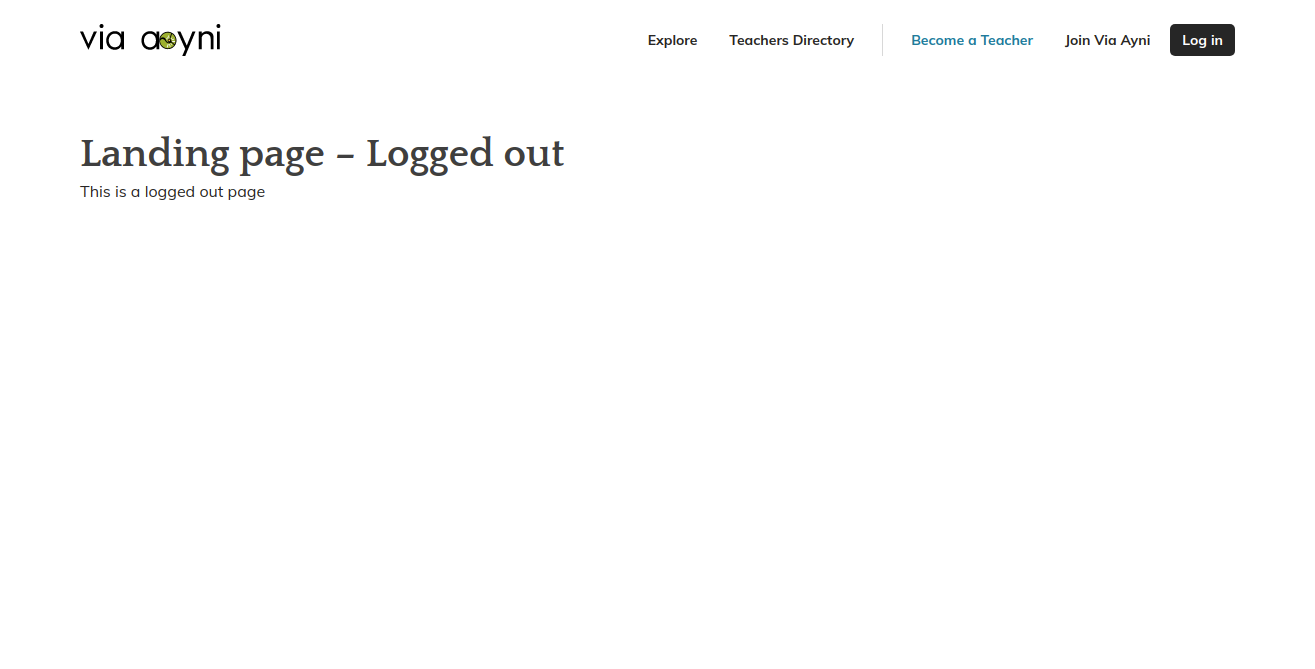 via ayni
Explore
Teachers Directory
Become a Teacher
Join Via Ayni
Log in
Landing page – Logged out
This is a logged out page